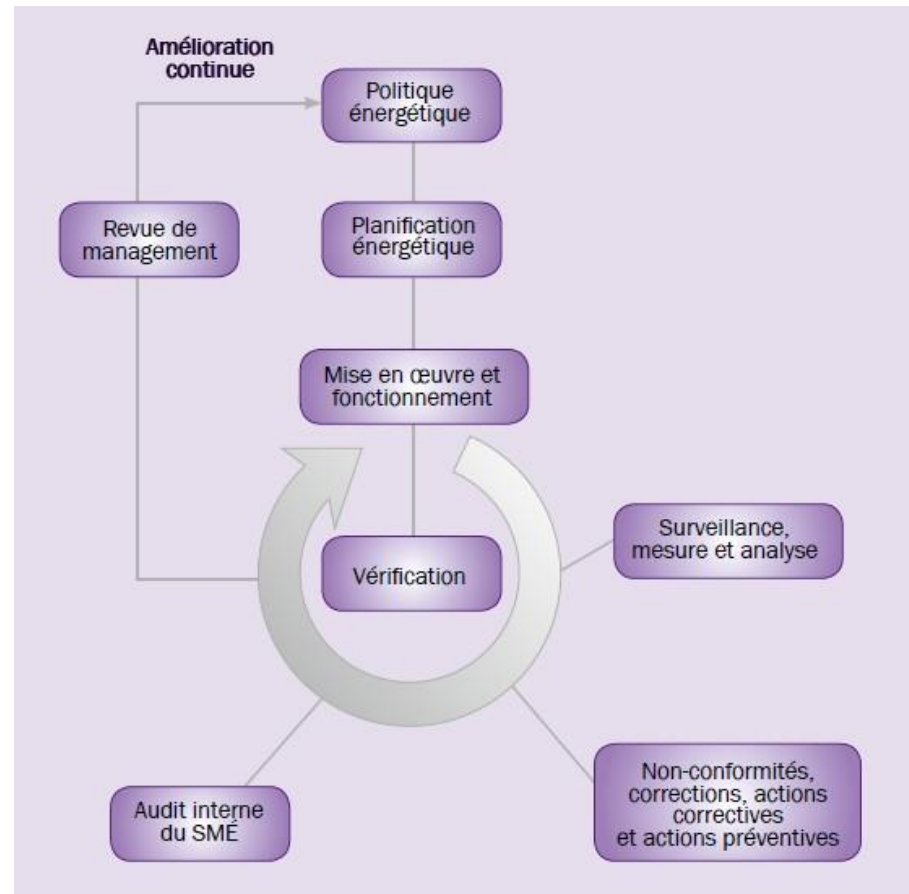 Amélioration
continue
Politique
énergétique
Revue de
management
Planification
énergétique
Mise en œuvre et
fonctionnement
Vérification
Surveillance,
mesure et analyse
Non-conformités,
corrections, actions
correctives
et actions préventives
Audit interne
du SMÉ